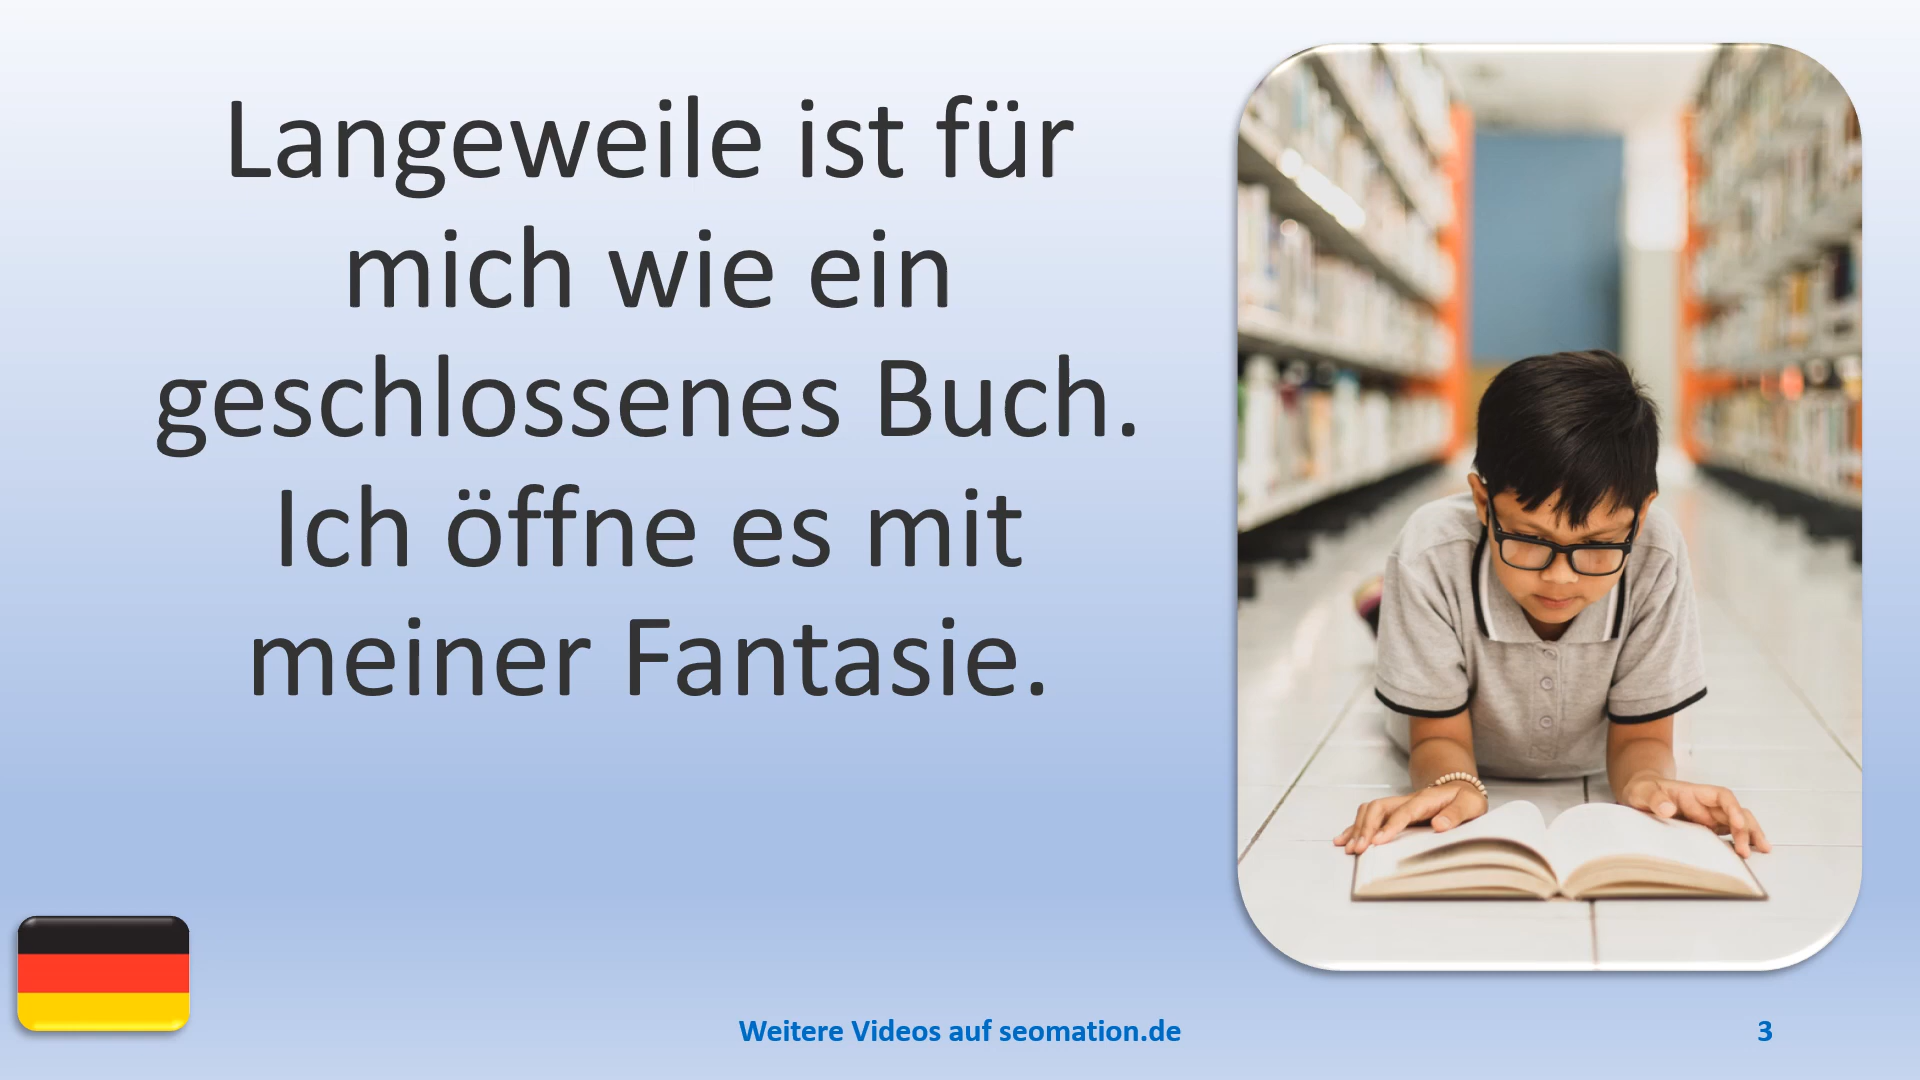 Langeweile ist für
mich wie ein
geschlossenes Buch.
Ich öffne es mit
meiner Fantasie.
Weitere Videos auf seomation.de
3